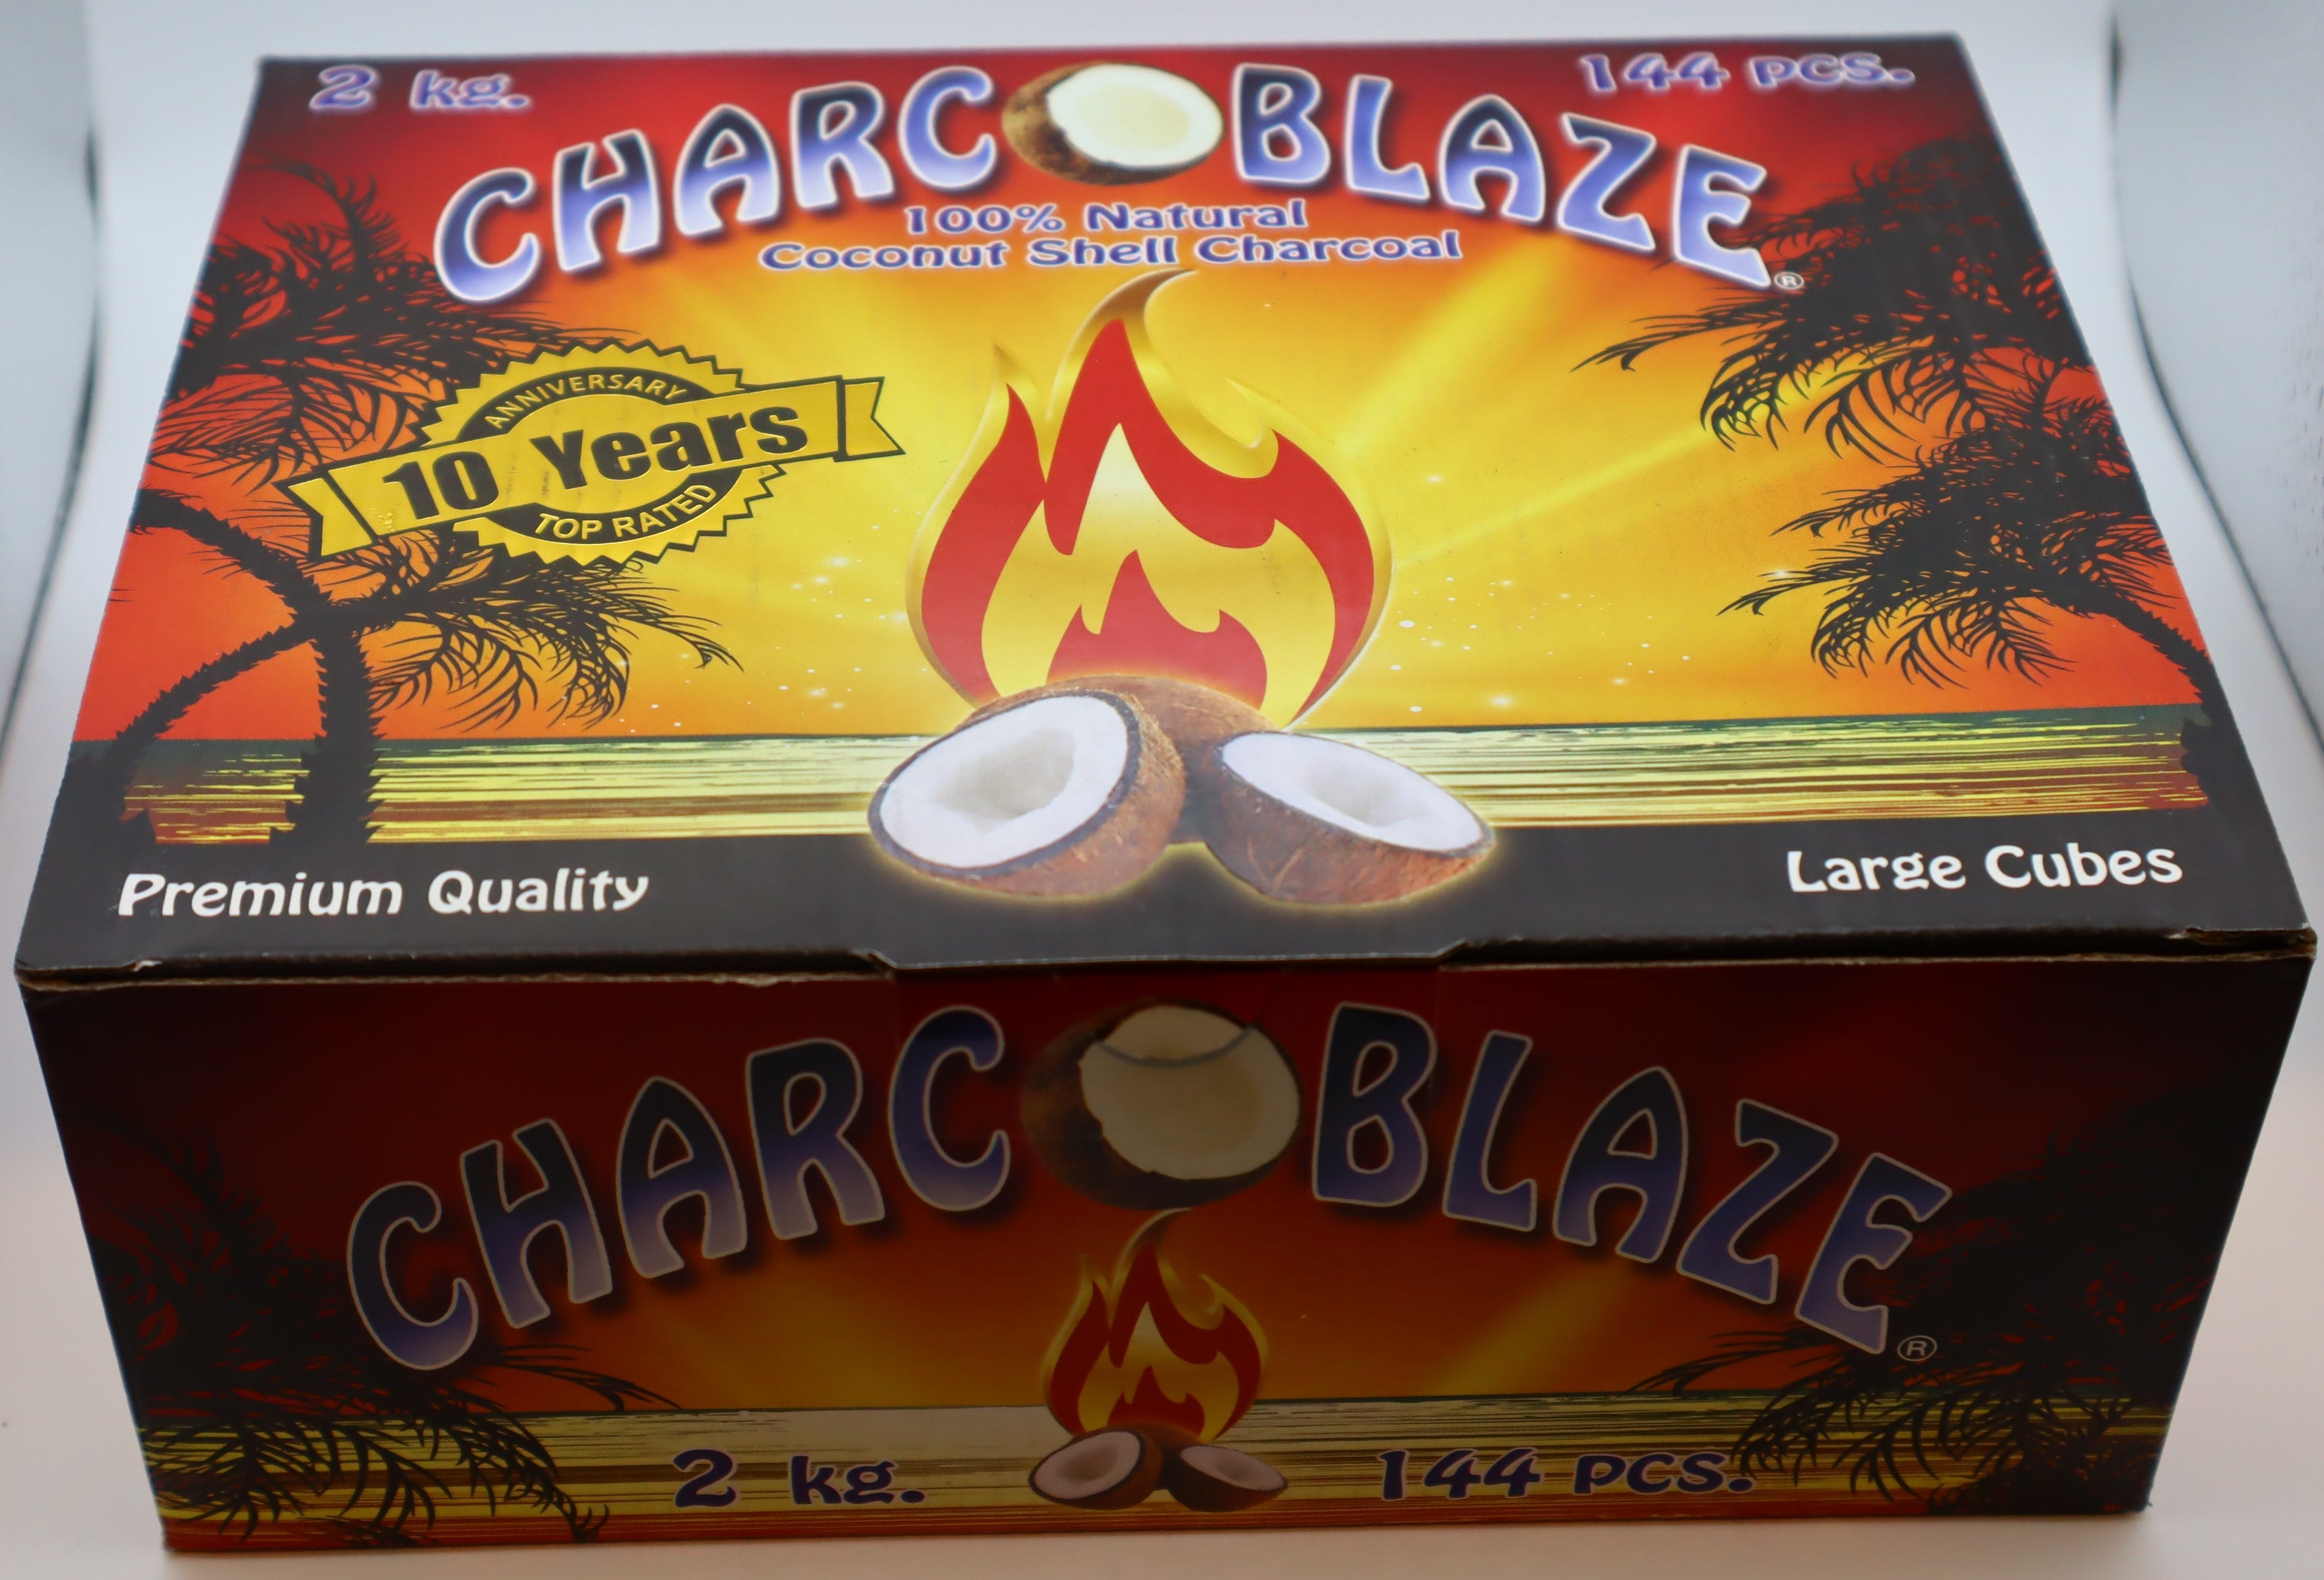 2 kg.
144 PCS.
CHARCOBLAZE®
100% Natural
Coconut Shell Charcoal
ANNIVERSARY
10 Years
TOP RATED
Premium Quality
Large Cubes
CHARCOBLAZE®
2 kg.
144 PCS.